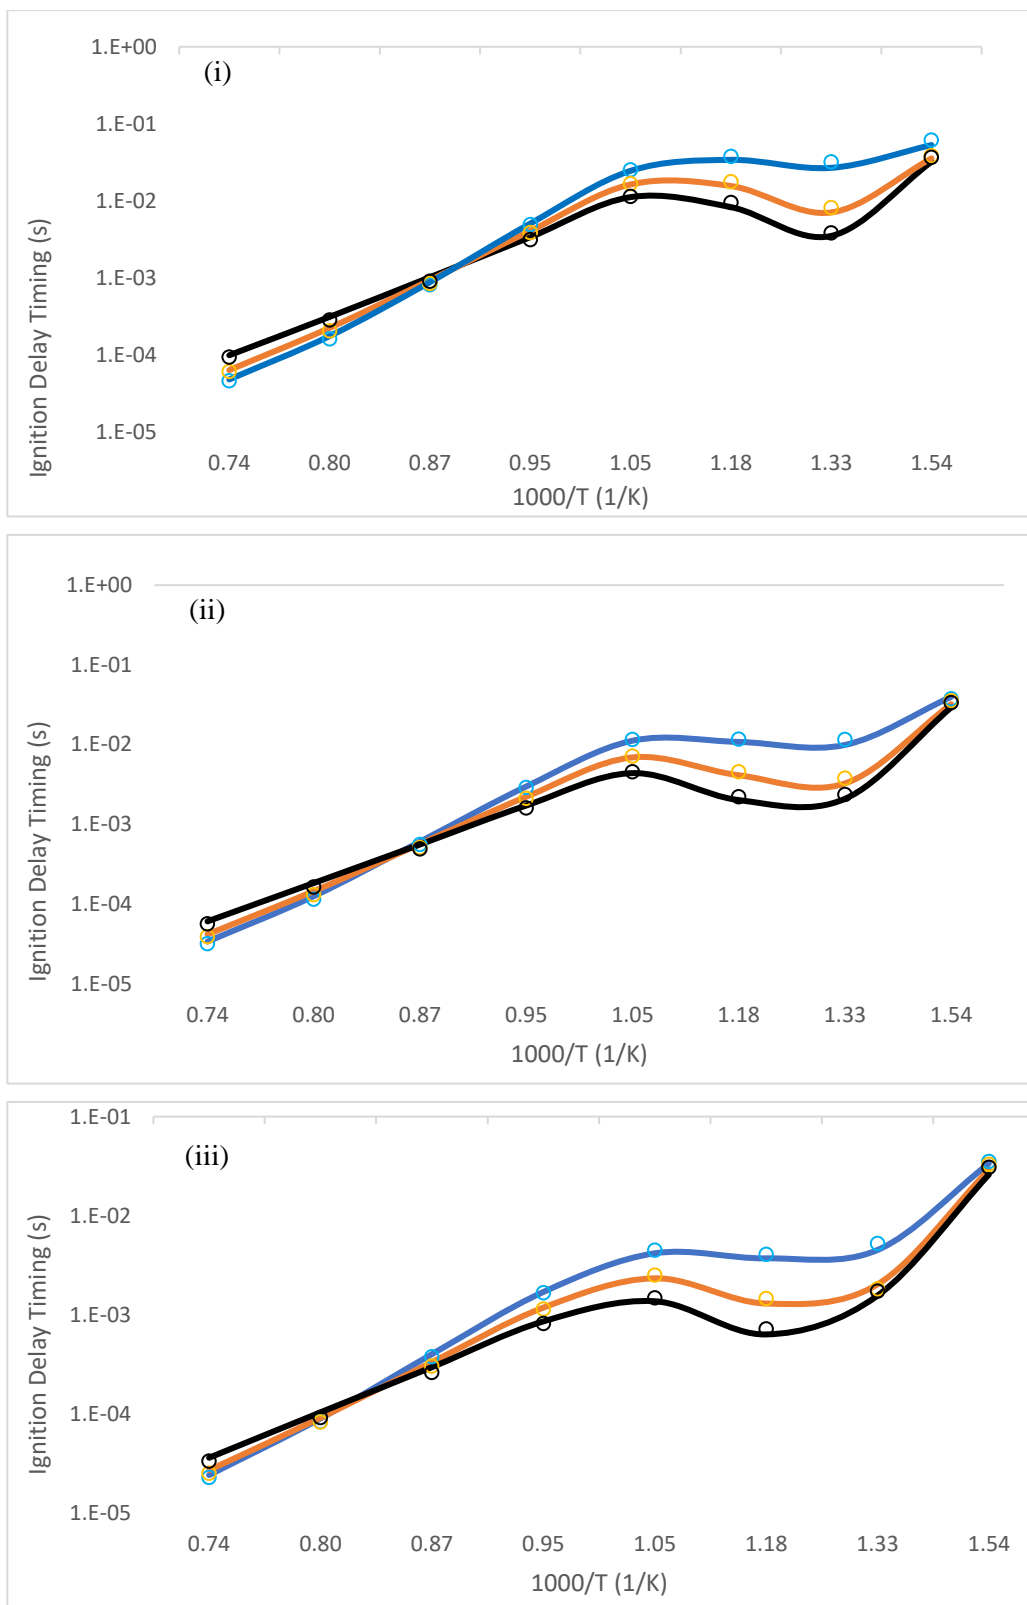 (i)
1.E+00
1.E-01
1.E-02
1.E-03
1.E-04
1.E-05
Ignition Delay Timing (s)
0.74 0.80 0.87 0.95 1.05 1.18 1.33 1.54
1000/T (1/K)
(ii)
1.E+00
1.E-01
1.E-02
1.E-03
1.E-04
1.E-05
Ignition Delay Timing (s)
0.74 0.80 0.87 0.95 1.05 1.18 1.33 1.54
1000/T (1/K)
(iii)
1.E-01
1.E-02
1.E-03
1.E-04
1.E-05
Ignition Delay Timing (s)
0.74 0.80 0.87 0.95 1.05 1.18 1.33 1.54
1000/T (1/K)